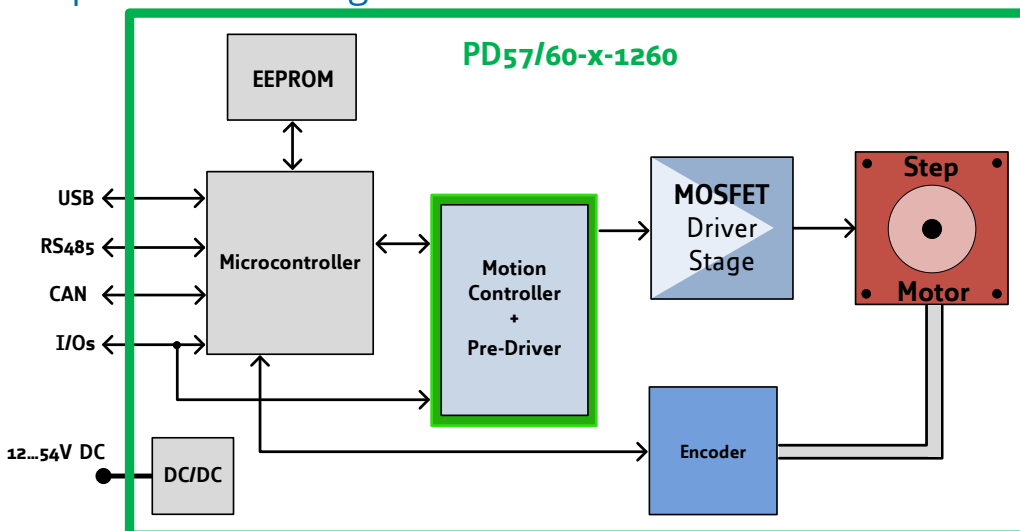 PD57/60-x-1260
EEPROM
USB
RS485
CAN
I/Os
Microcontroller
Motion
Controller
+
Pre-Driver
MOSFET
Driver
Stage
Step
Motor
12...54V DC
DC/DC
Encoder